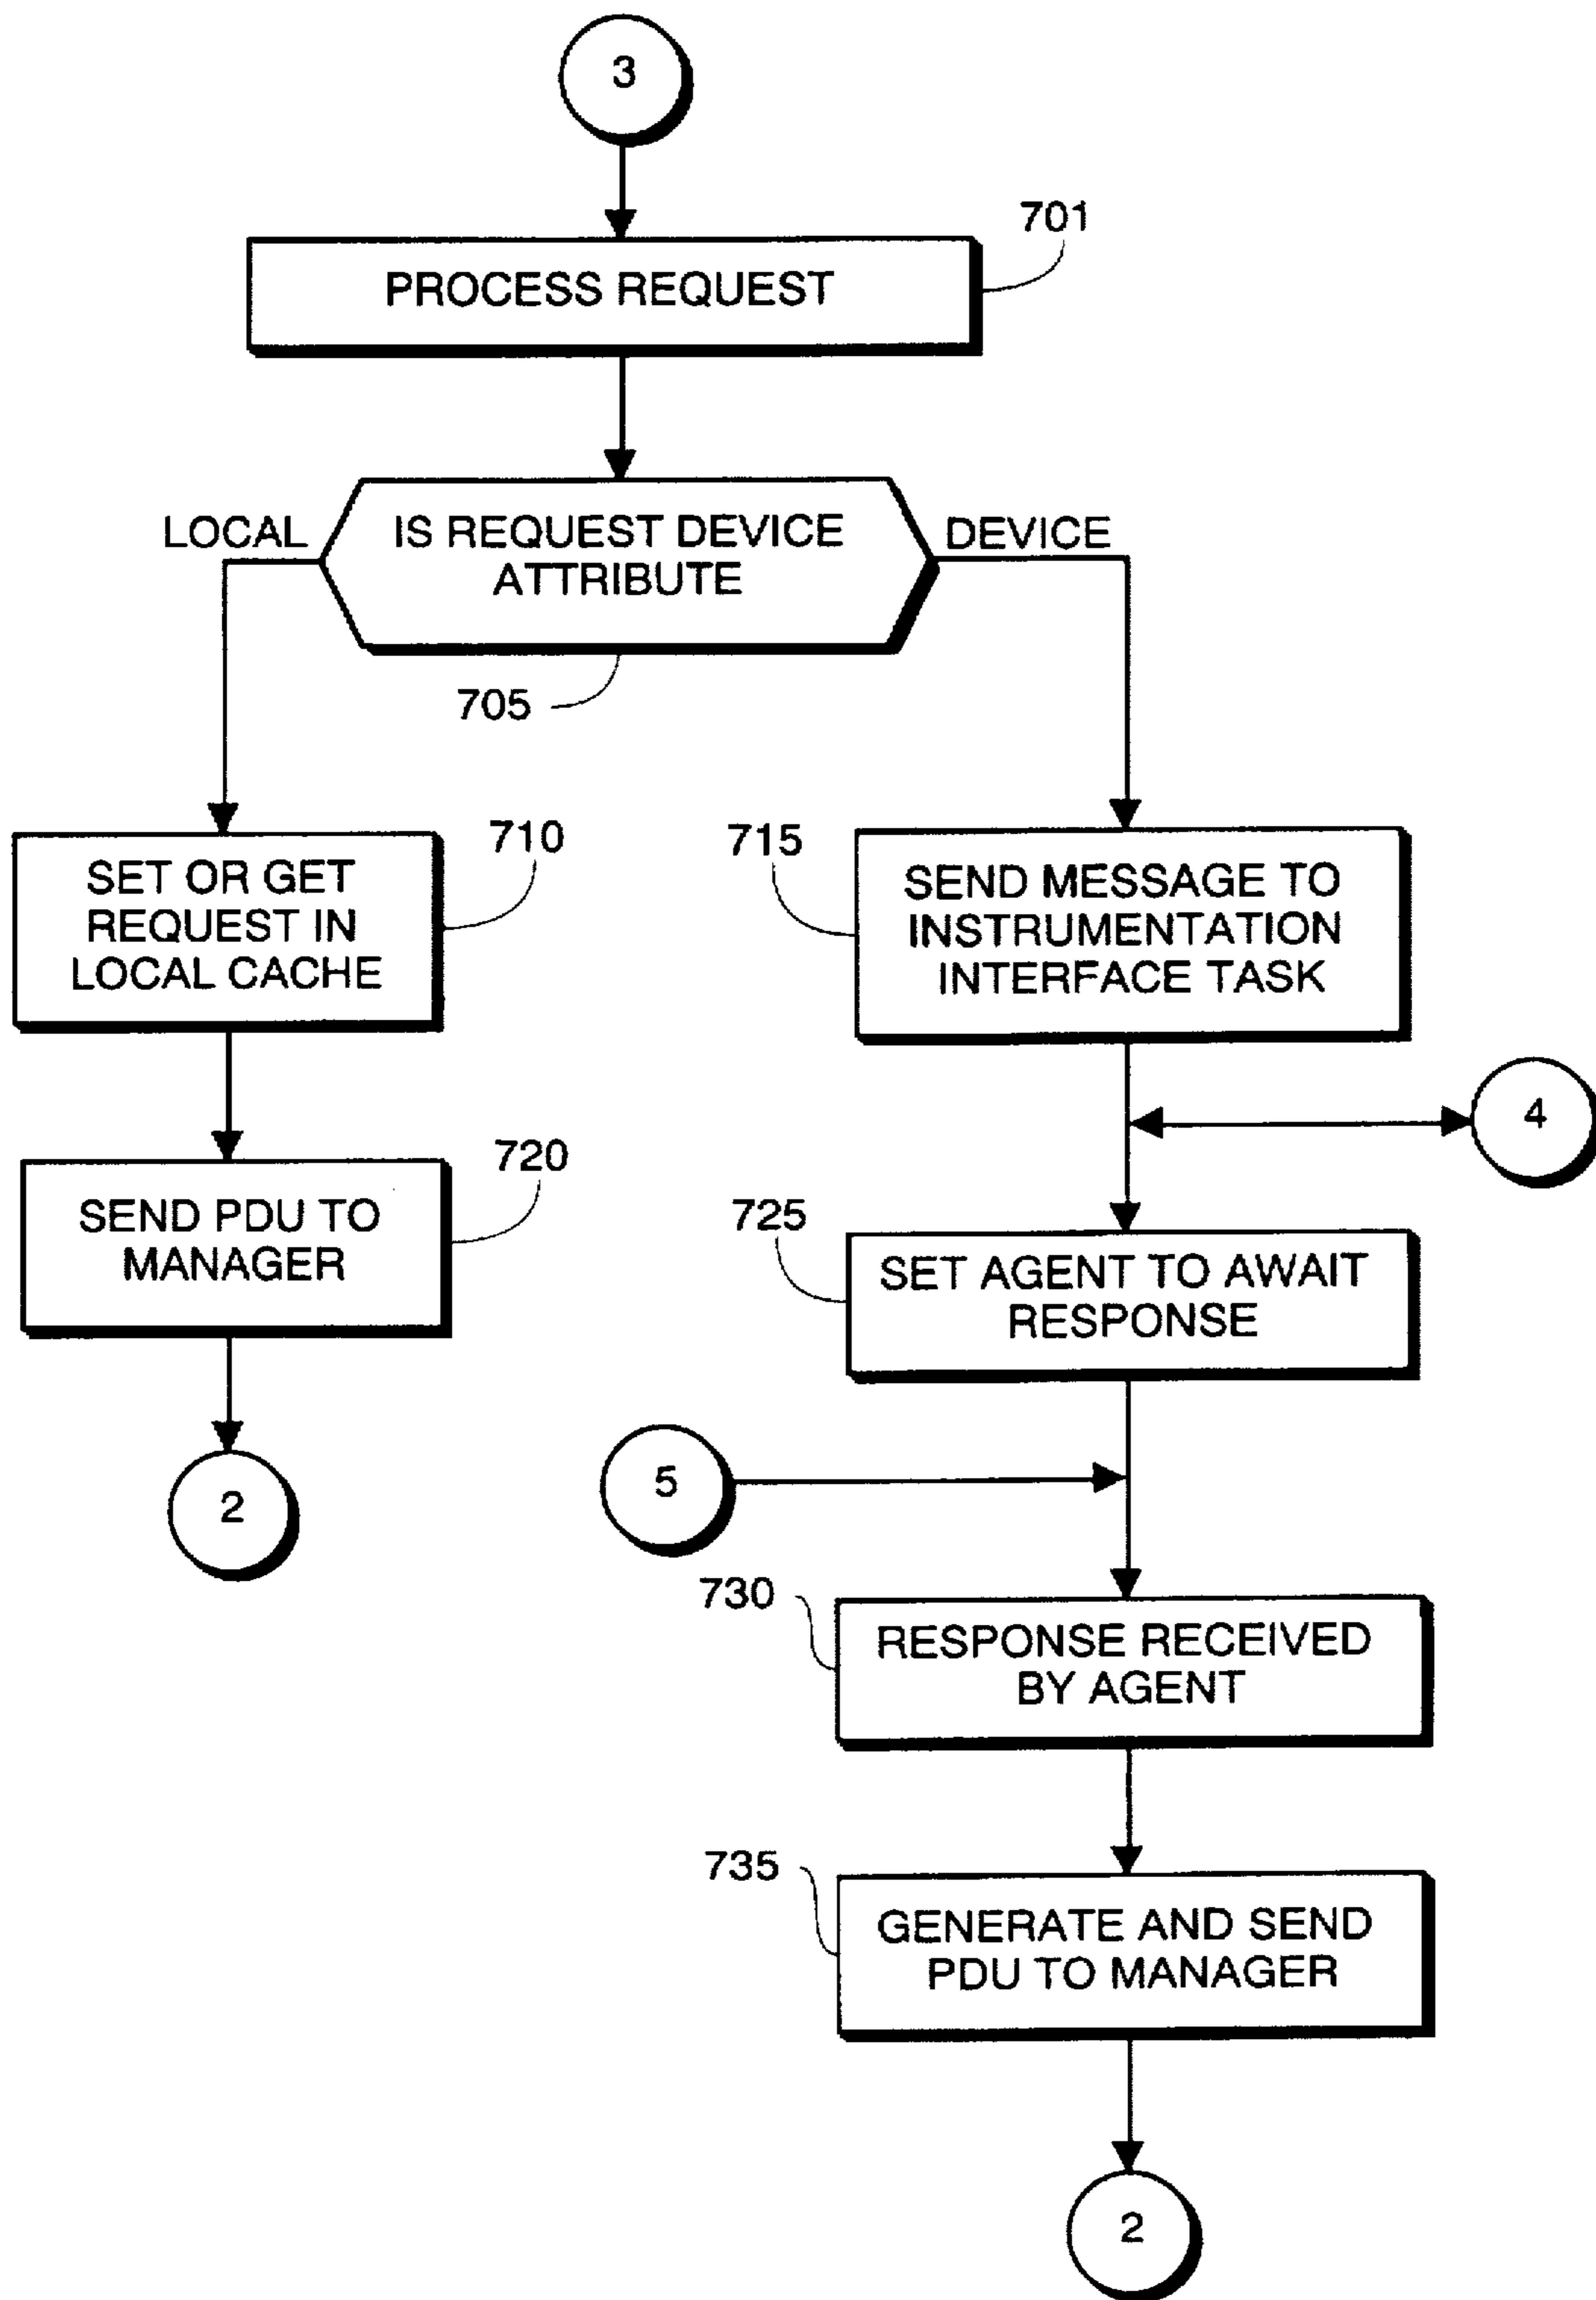 3
701
PROCESS REQUEST
LOCAL
IS REQUEST DEVICE
ATTRIBUTE
DEVICE
705
710
SET OR GET
REQUEST IN
LOCAL CACHE
715
SEND MESSAGE TO
INSTRUMENTATION
INTERFACE TASK
4
720
SEND PDU TO
MANAGER
725
SET AGENT TO AWAIT
RESPONSE
2
5
730
RESPONSE RECEIVED
BY AGENT
735
GENERATE AND SEND
PDU TO MANAGER
2